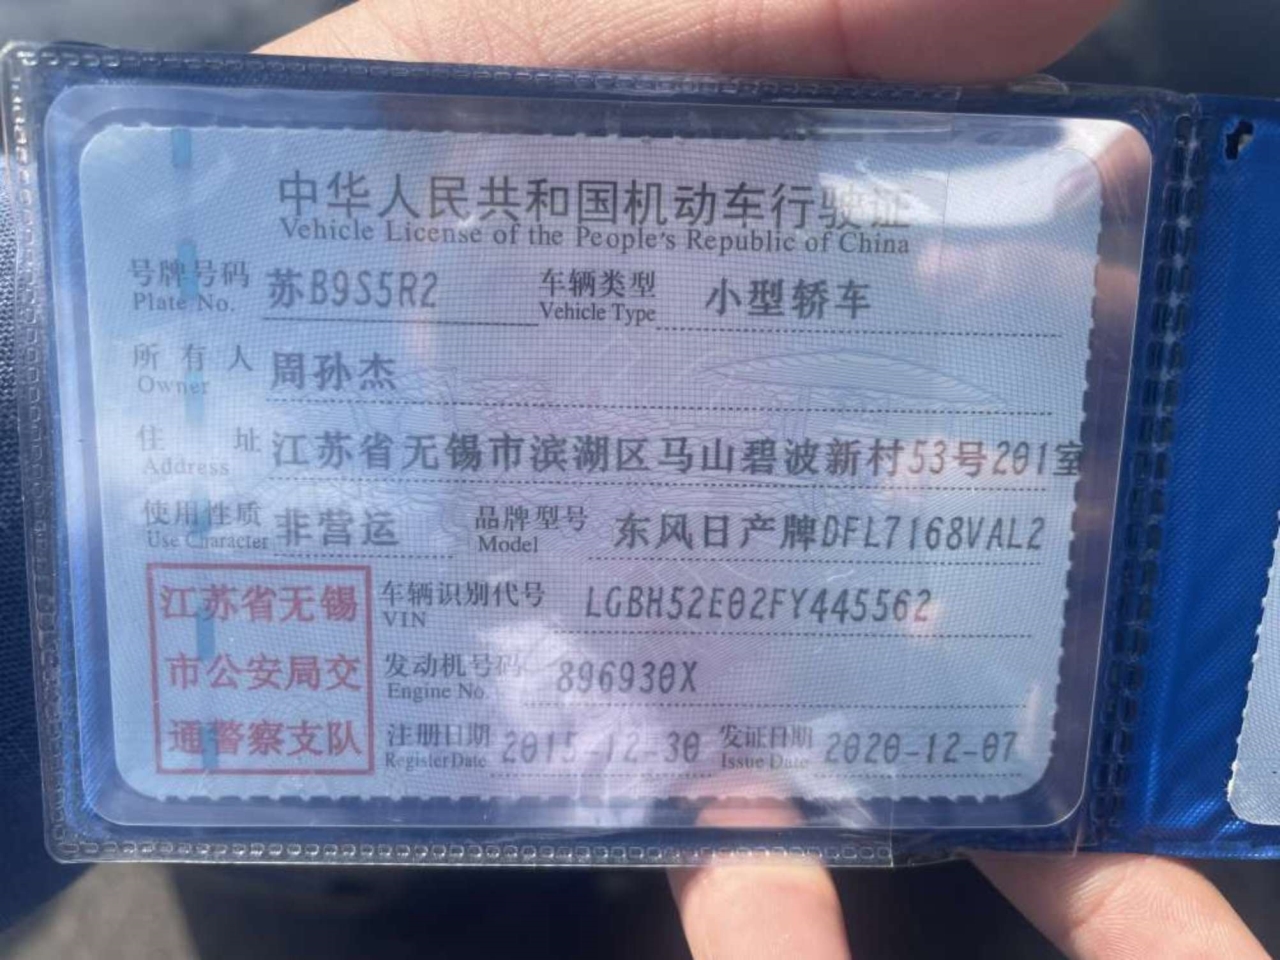 中华人民共和国机动车行驶证
Vehicle License of the People's Republic of China
号牌号码 苏B9S5R2 车辆类型 小型轿车
Plate No. Vehicle Type
所有人 周孙杰
Owner
住址 江苏省无锡市滨湖区马山碧波新村53号201室
Address
使用性质 非营运 品牌型号 东风日产牌DFL7168VAL2
Use Character Model
江苏省无锡
市公安局交
通警察支队
车辆识别代号 LGBH52E02FY445562
VIN
发动机号码 896930X
Engine No.
注册日期 2015-12-30 发证日期 2020-12-07
Register Date Issue Date